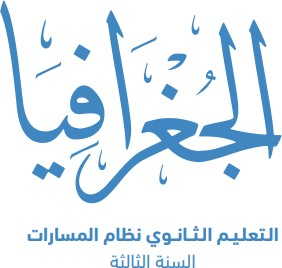 الجغرافيا
التعليم الثانوي نظام المسارات
السنة الثالثة